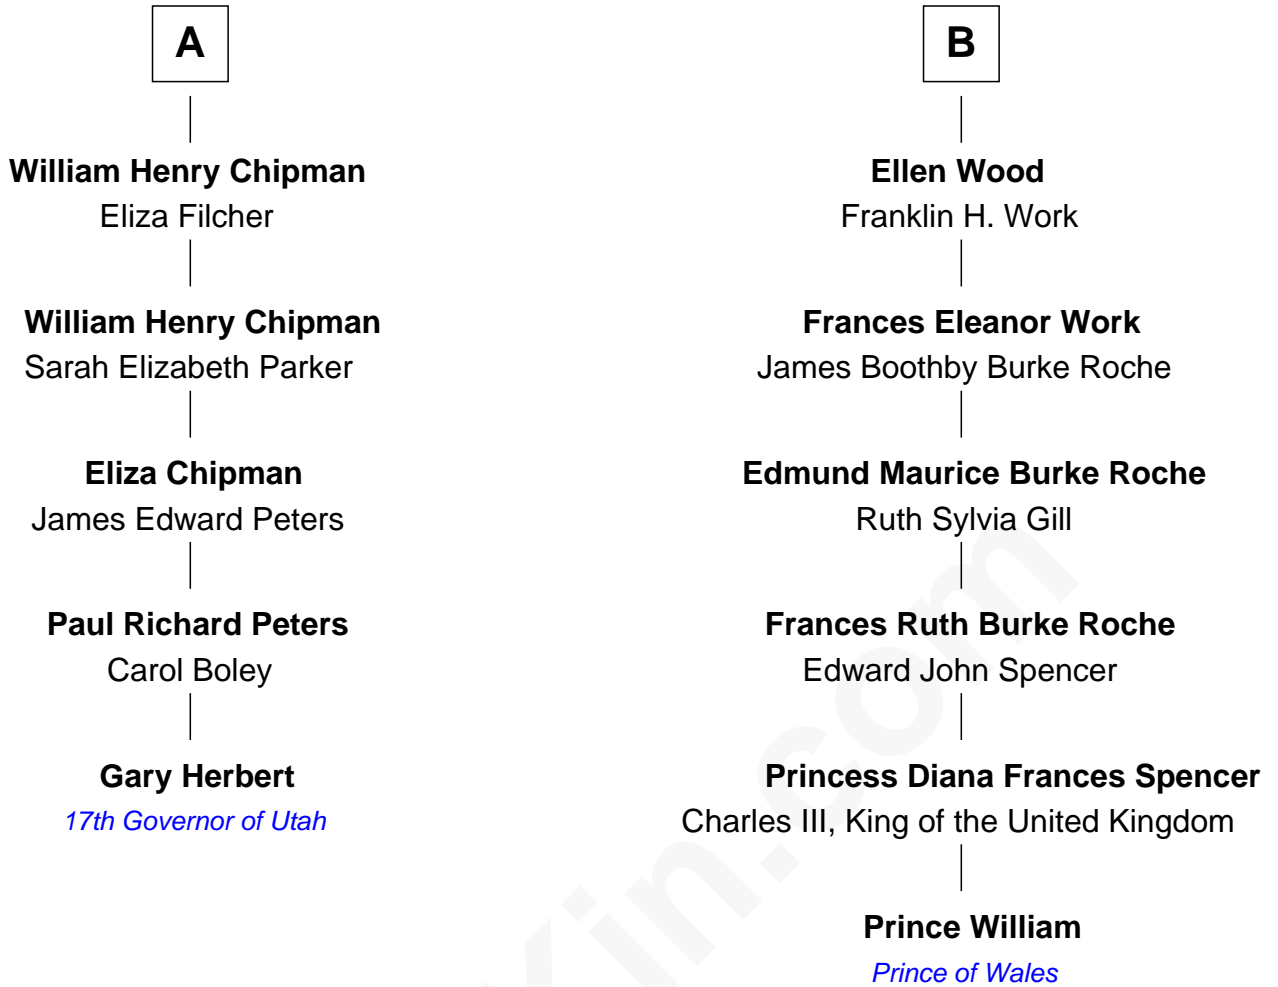 A
William Henry Chipman
Eliza Filcher
William Henry Chipman
Sarah Elizabeth Parker
Eliza Chipman
James Edward Peters
Paul Richard Peters
Carol Boley
Gary Herbert
17th Governor of Utah
B
Ellen Wood
Franklin H. Work
Frances Eleanor Work
James Boothby Burke Roche
Edmund Maurice Burke Roche
Ruth Sylvia Gill
Frances Ruth Burke Roche
Edward John Spencer
Princess Diana Frances Spencer
Charles III, King of the United Kingdom
Prince William
Prince of Wales